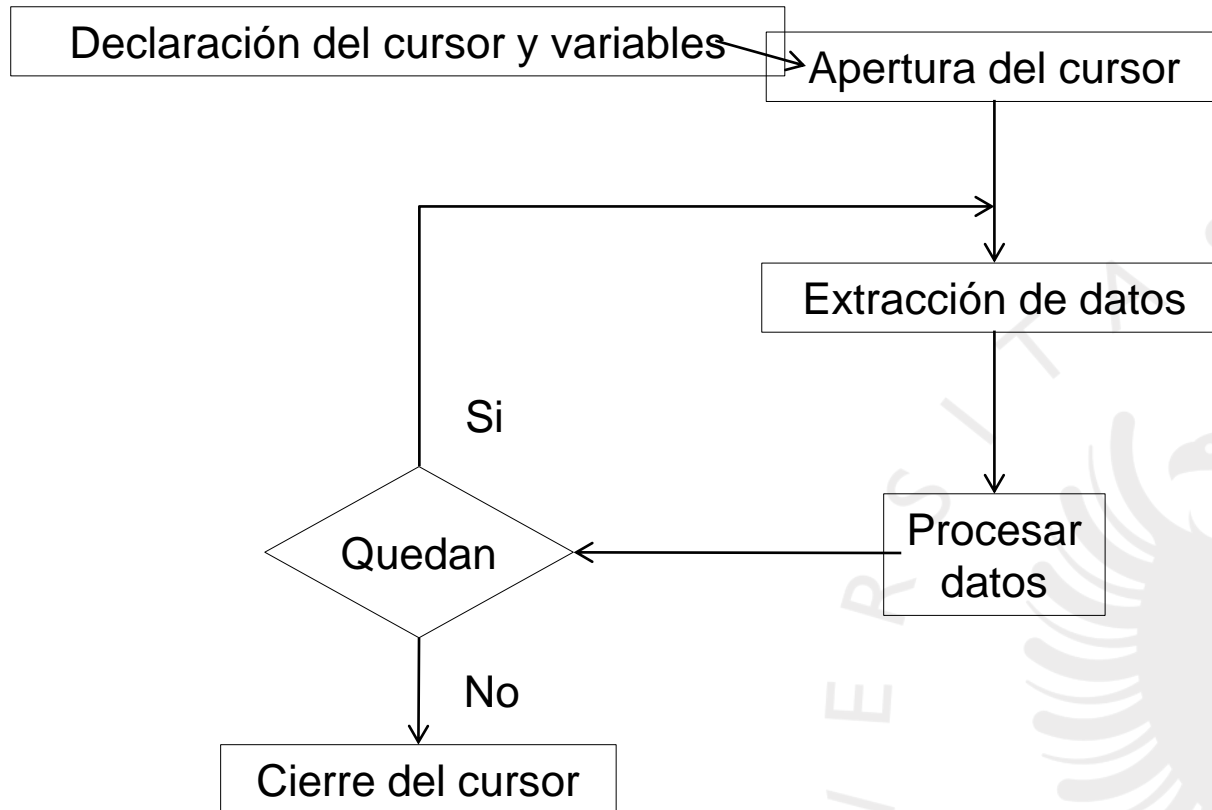 Declaración del cursor y variables
Apertura del cursor
Extracción de datos
Si
Procesar
datos
Quedan
No
Cierre del cursor
E R S I T A